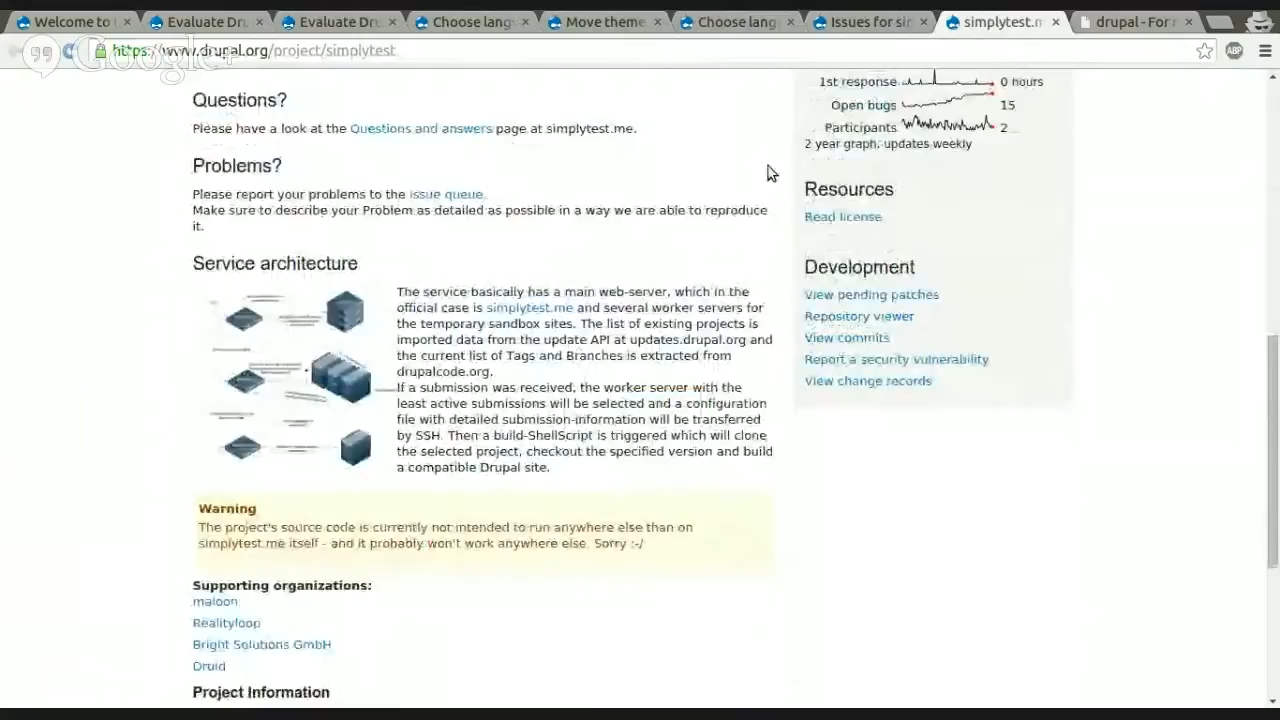 Welcome to
Evaluate Dru
Evaluate Dru
Choose lang
Move theme
Choose lang
Issues for sin
simplytest.m
drupal - For
Google+
https://www.drupal.org/project/simplytest
ABP
Questions?
Please have a look at the Questions and answers page at simplytest.me.
Problems?
Please report your problems to the issue queue.
Make sure to describe your Problem as detailed as possible in a way we are able to reproduce
it.
Service architecture
The service basically has a main web-server, which in the
official case is simplytest.me and several worker servers for
the temporary sandbox sites. The list of existing projects is
imported data from the update API at updates.drupal.org and
the current list of Tags and Branches is extracted from
drupalcode.org.
If a submission was received, the worker server with the
least active submissions will be selected and a configuration
file with detailed submission-information will be transferred
by SSH. Then a build-ShellScript is triggered which will clone
the selected project, checkout the specified version and build
a compatible Drupal site.
Warning
The project's source code is currently not intended to run anywhere else than on
simplytest.me itself - and it probably won't work anywhere else. Sorry :-/
Supporting organizations:
maloon
Realityloop
Bright Solutions GmbH
Druid
Project Information
1st response 0 hours
Open bugs 15
Participants 2
2 year graph, updates weekly
Resources
Read license
Development
View pending patches
Repository viewer
View commits
Report a security vulnerability
View change records